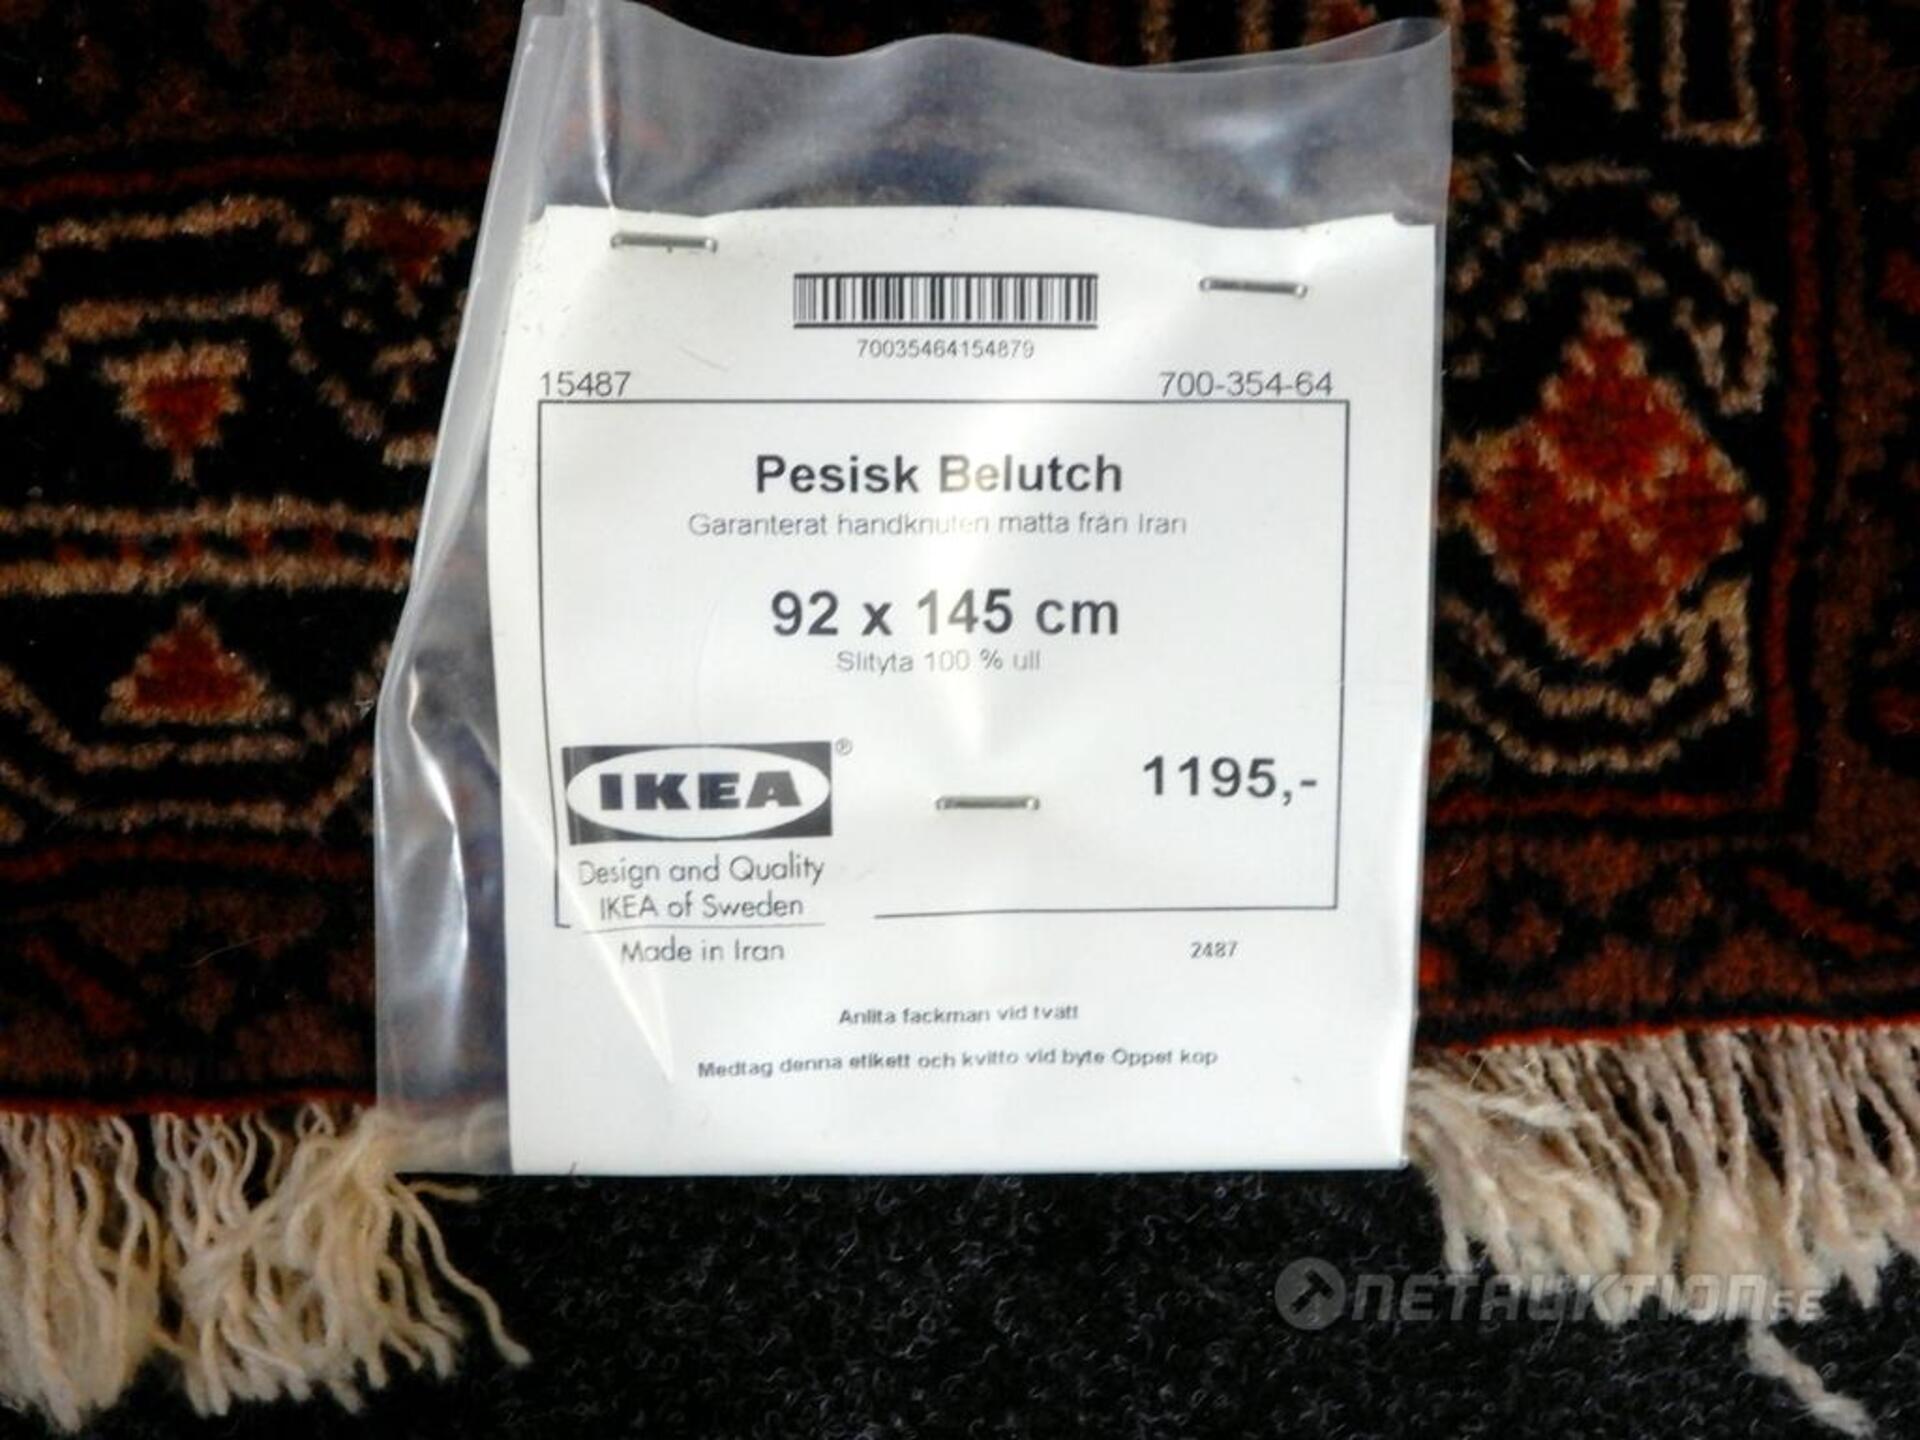 70035464154879
15487 700-354-64
Pesisk Belutch
Garanterat handknuten matta från Iran
92 x 145 cm
Slityta 100 % ull
IKEA®
1195,-
Design and Quality
IKEA of Sweden
Made in Iran
2487
Anlita fackman vid tvätt
Medtag denna etikett och kvitto vid byte Öppet köp
NETAUKTION.SE